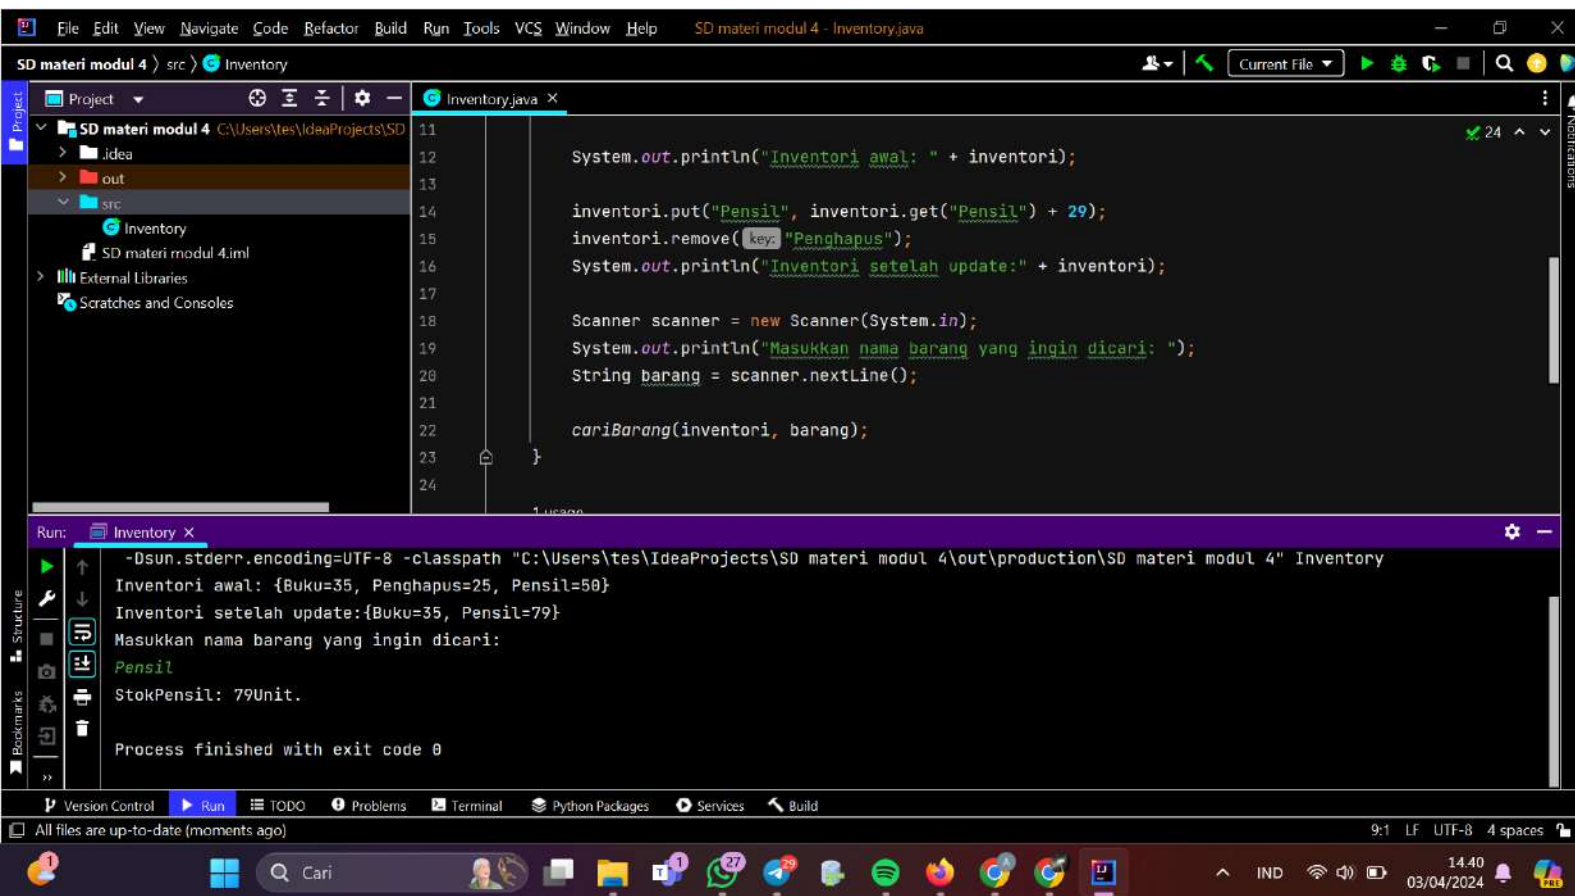 File Edit View Navigate Code Refactor Build Run Tools VCS Window Help SD materi modul 4 - Inventory.java
SD materi modul 4 src Inventory
Current File
Project
Inventory.java
SD materi modul 4 C:\Users\tes\IdeaProjects\SD
.idea
out
src
Inventory
SD materi modul 4.iml
External Libraries
Scratches and Consoles
24
11
12 System.out.println("Inventori awal: " + inventori);
13
14 inventori.put("Pensil", inventori.get("Pensil") + 29);
15 inventori.remove( key: "Penghapus");
16 System.out.println("Inventori setelah update:" + inventori);
17
18 Scanner scanner = new Scanner(System.in);
19 System.out.println("Masukkan nama barang yang ingin dicari: ");
20 String barang = scanner.nextLine();
21
22 cariBarang(inventori, barang);
23 }
24
1 usage
Project
Notifications
Structure
Bookmarks
Run: Inventory
-Dsun.stderr.encoding=UTF-8 -classpath "C:\Users\tes\IdeaProjects\SD materi modul 4\out\production\SD materi modul 4" Inventory
Inventori awal: {Buku=35, Penghapus=25, Pensil=50}
Inventori setelah update:{Buku=35, Pensil=79}
Masukkan nama barang yang ingin dicari:
Pensil
StokPensil: 79Unit.
Process finished with exit code 0
Version Control Run TODO Problems Terminal Python Packages Services Build
All files are up-to-date (moments ago)
9:1 LF UTF-8 4 spaces
1
Cari
1
27
29
IND
14.40
03/04/2024
PRE